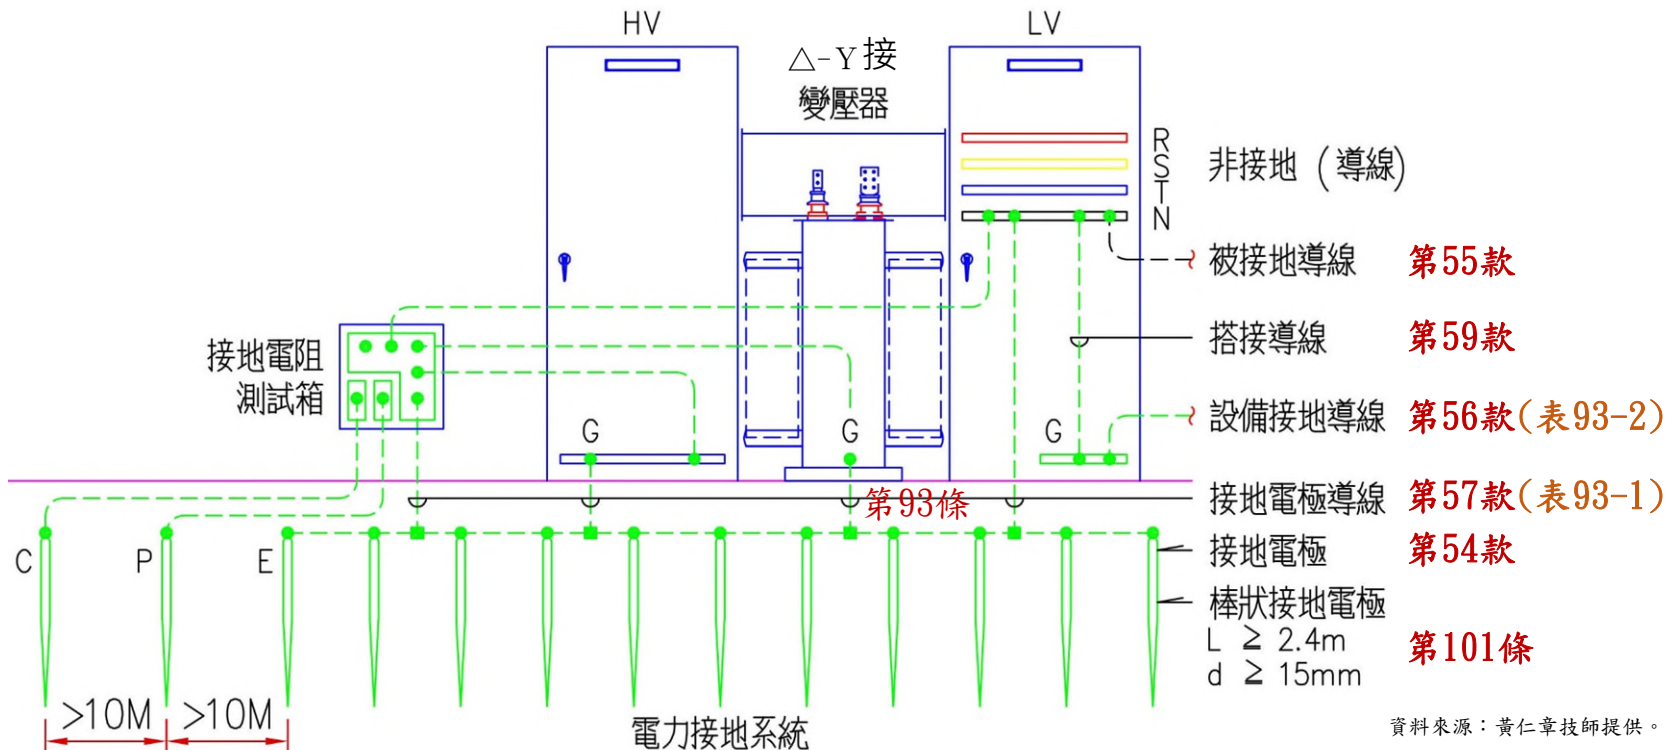 HV
LV
△-Y接
變壓器
R
S
T
N
非接地 (導線)
被接地導線 第55款
搭接導線 第59款
接地電阻
測試箱
設備接地導線 第56款(表93-2)
G
G
G
接地電極導線 第57款(表93-1)
第93條
接地電極 第54款
C
P
E
棒狀接地電極
L ≥ 2.4m
d ≥ 15mm
第101條
>10M
>10M
電力接地系統
資料來源：黃仁章技師提供。